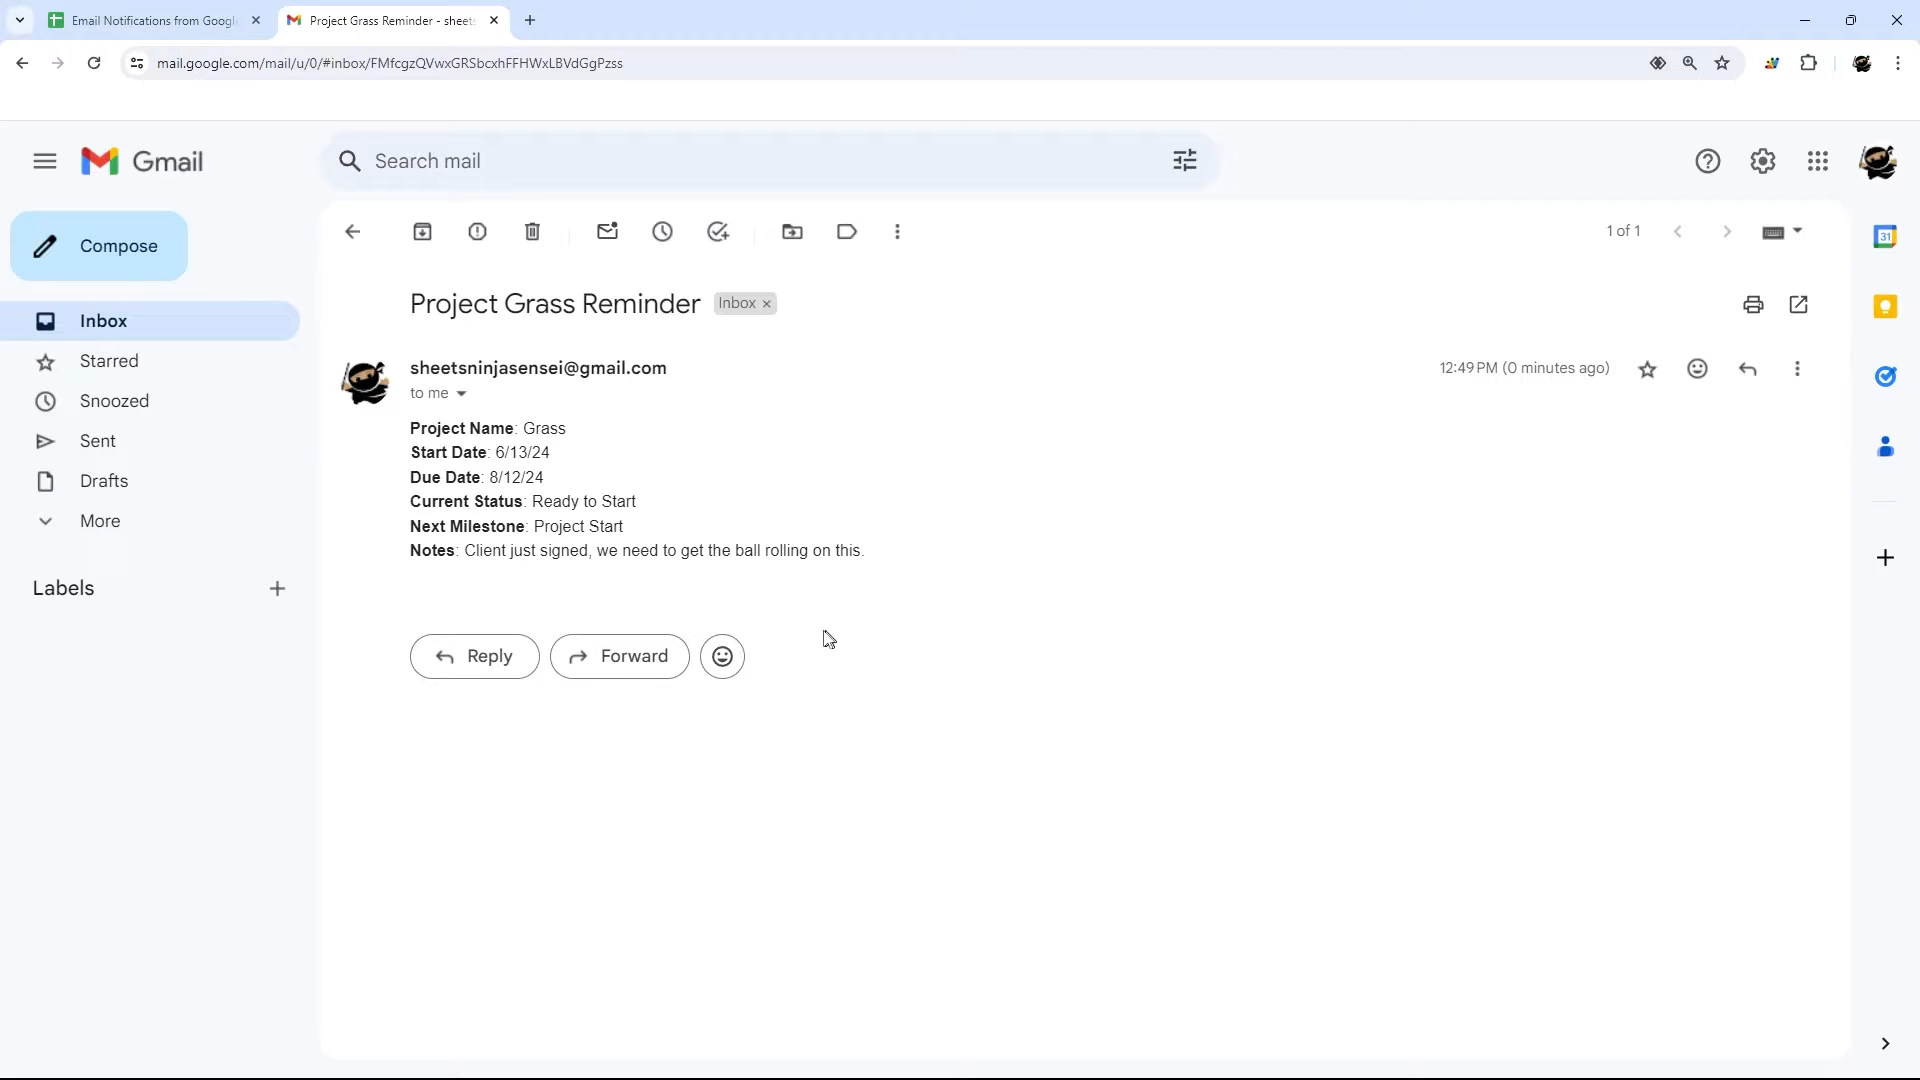 Email Notifications from Google
Project Grass Reminder - sheets
mail.google.com/mail/u/0/#inbox/FMfcgzQVwxGRSbcxhFFHWxLBVdGgPzss
Gmail
Search mail
Compose
1 of 1
31
Project Grass Reminder
Inbox ×
Inbox
Starred
Snoozed
Sent
Drafts
More
Labels
sheetsninjasensei@gmail.com
12:49 PM (0 minutes ago)
to me
Project Name: Grass
Start Date: 6/13/24
Due Date: 8/12/24
Current Status: Ready to Start
Next Milestone: Project Start
Notes: Client just signed, we need to get the ball rolling on this.
Reply
Forward